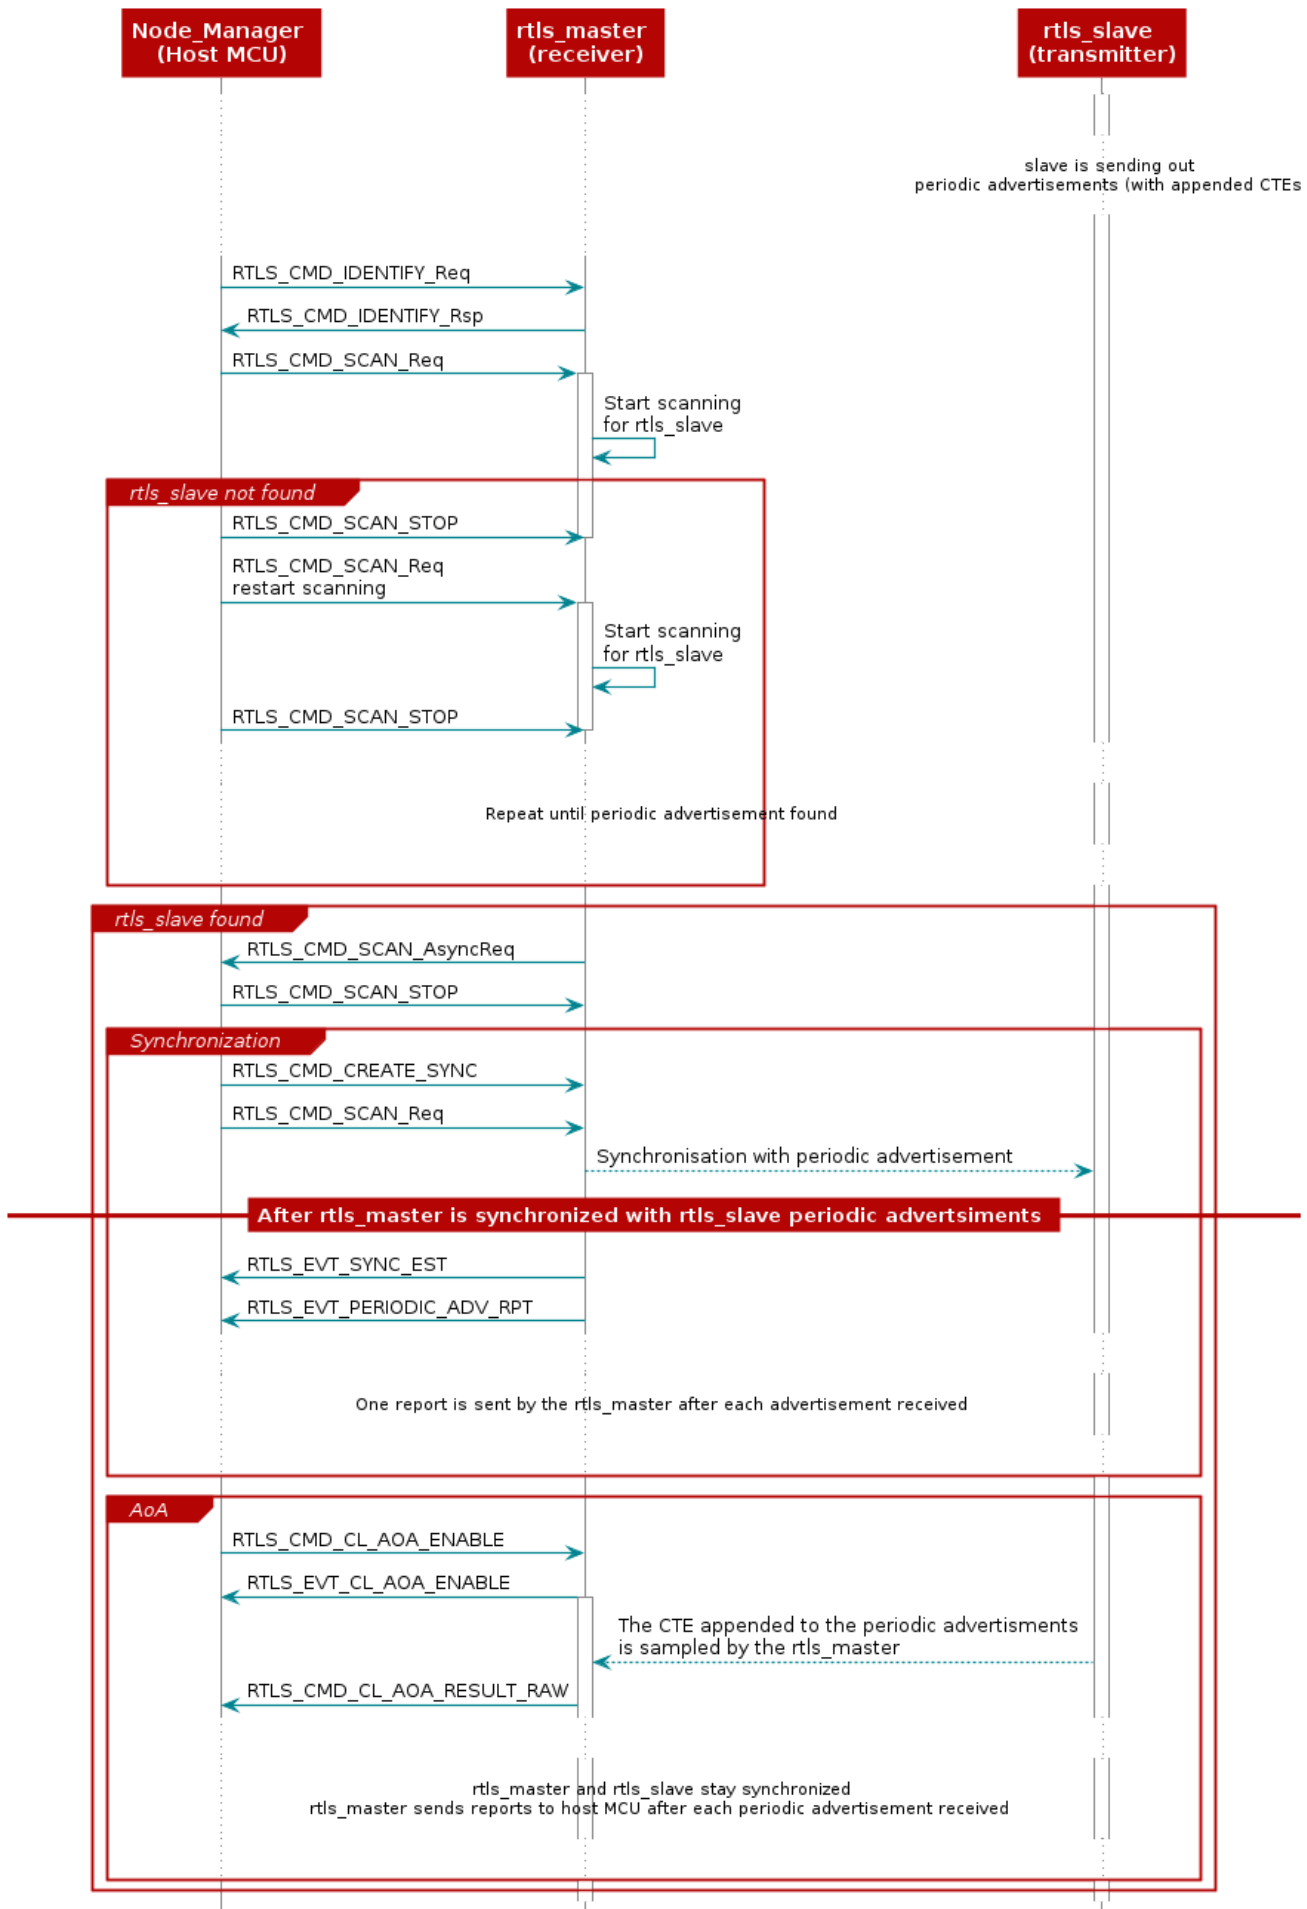 Node_Manager
(Host MCU)
rtls_master
(receiver)
rtls_slave
(transmitter)
slave is sending out
periodic advertisements (with appended CTEs
RTLS_CMD_IDENTIFY_Req
RTLS_CMD_IDENTIFY_Rsp
RTLS_CMD_SCAN_Req
Start scanning
for rtls_slave
rtls_slave not found
RTLS_CMD_SCAN_STOP
RTLS_CMD_SCAN_Req
restart scanning
Start scanning
for rtls_slave
RTLS_CMD_SCAN_STOP
Repeat until periodic advertisement found
rtls_slave found
RTLS_CMD_SCAN_AsyncReq
RTLS_CMD_SCAN_STOP
Synchronization
RTLS_CMD_CREATE_SYNC
RTLS_CMD_SCAN_Req
Synchronisation with periodic advertisement
After rtls_master is synchronized with rtls_slave periodic advertsiments
RTLS_EVT_SYNC_EST
RTLS_EVT_PERIODIC_ADV_RPT
One report is sent by the rtls_master after each advertisement received
AoA
RTLS_CMD_CL_AOA_ENABLE
RTLS_EVT_CL_AOA_ENABLE
The CTE appended to the periodic advertisments
is sampled by the rtls_master
RTLS_CMD_CL_AOA_RESULT_RAW
rtls_master and rtls_slave stay synchronized
rtls_master sends reports to host MCU after each periodic advertisement received